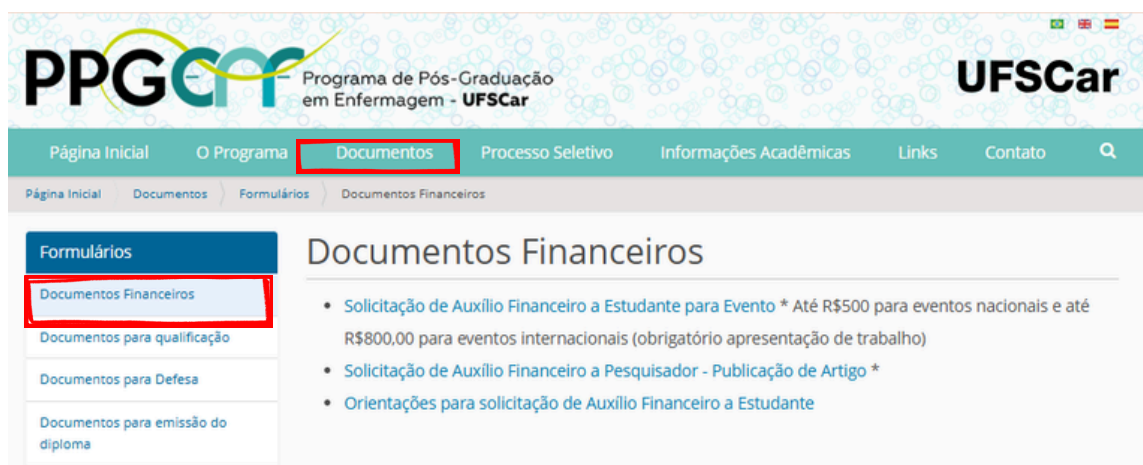 PPGEnf
Programa de Pós-Graduação
em Enfermagem - UFSCar
UFSCar
Página Inicial O Programa Documentos Processo Seletivo Informações Acadêmicas Links Contato
Página Inicial Documentos Formulários Documentos Financeiros
Formulários
Documentos Financeiros
Documentos para qualificação
Documentos para Defesa
Documentos para emissão do
diploma
Documentos Financeiros
• Solicitação de Auxílio Financeiro a Estudante para Evento * Até R$500 para eventos nacionais e até
R$800,00 para eventos internacionais (obrigatório apresentação de trabalho)
• Solicitação de Auxílio Financeiro a Pesquisador - Publicação de Artigo *
• Orientações para solicitação de Auxílio Financeiro a Estudante